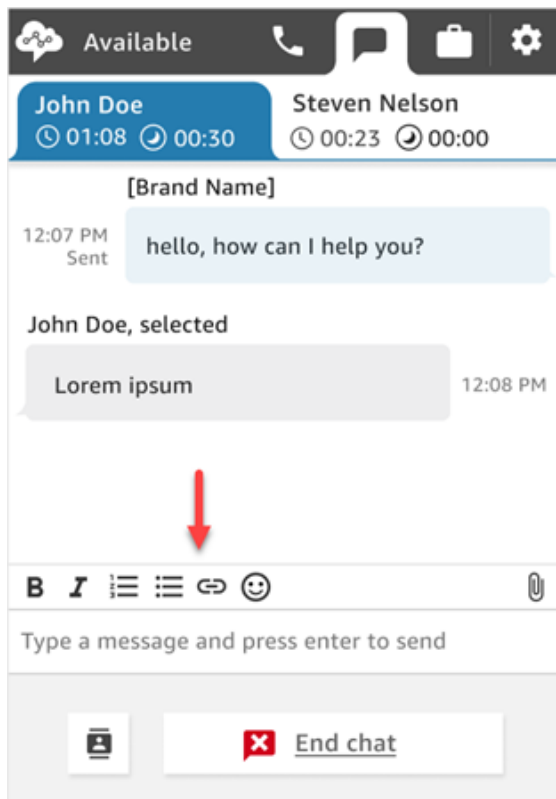 Available
John Doe
01:08 00:30
Steven Nelson
00:23 00:00
[Brand Name]
12:07 PM
Sent
hello, how can I help you?
John Doe, selected
Lorem ipsum
12:08 PM
B I
Type a message and press enter to send
End chat